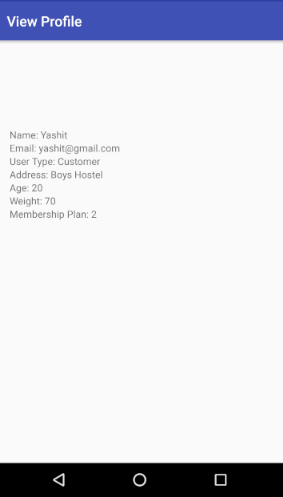 View Profile
Name: Yashit
Email: yashit@gmail.com
User Type: Customer
Address: Boys Hostel
Age: 20
Weight: 70
Membership Plan: 2